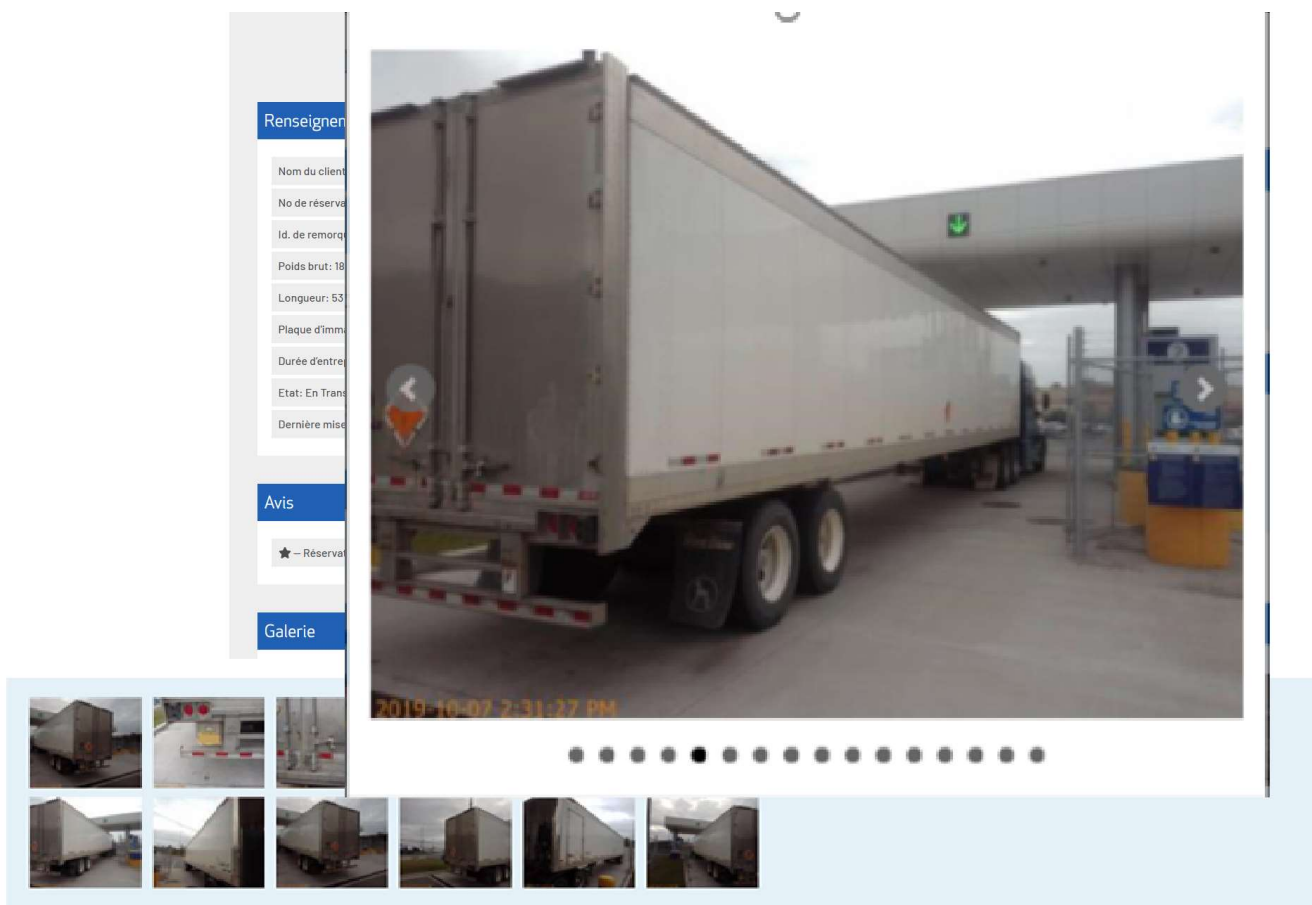 Renseignen
Nom du client
No de réserva
Id. de remorq
Poids brut: 18
Longueur: 53
Plaque d'imma
Durée d'entre
Etat: En Trans
Dernière mise
Avis
★ – Réservat
Galerie
2019-10-07 2:31:27 PM